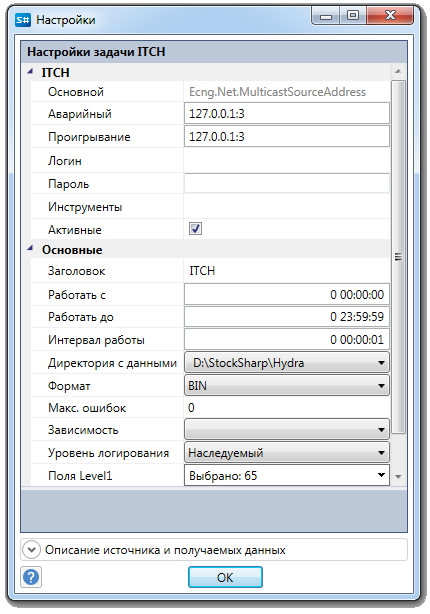 S# Настройки
Настройки задачи ITCH
ITCH
Основной Ecng.Net.MulticastSourceAddress
Аварийный 127.0.0.1:3
Проигрывание 127.0.0.1:3
Логин
Пароль
Инструменты
Активные
Основные
Заголовок ITCH
Работать с 0 00:00:00
Работать до 0 23:59:59
Интервал работы 0 00:00:01
Директория с данными D:\StockSharp\Hydra
Формат BIN
Макс. ошибок 0
Зависимость
Уровень логирования Наследуемый
Поля Level1 Выбрано: 65
Описание источника и получаемых данных
? OK